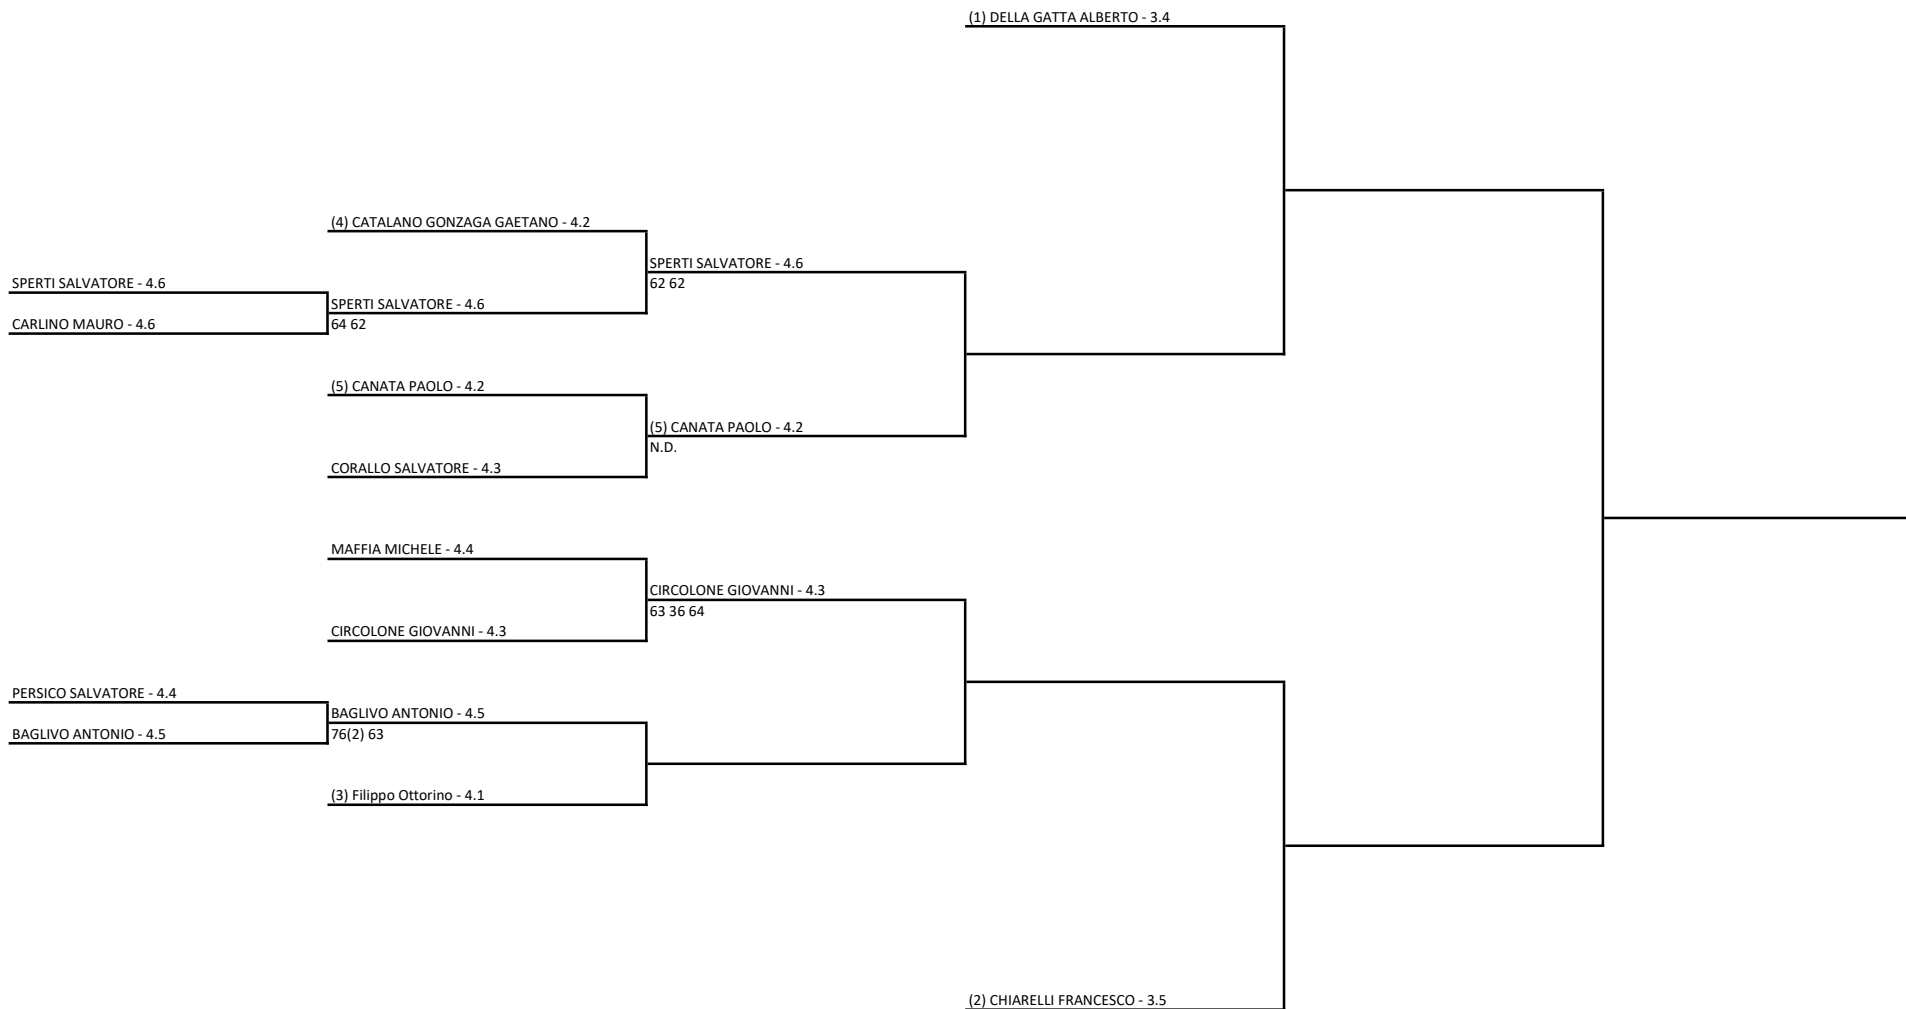 (1) DELLA GATTA ALBERTO - 3.4
(4) CATALANO GONZAGA GAETANO - 4.2
SPERTI SALVATORE - 4.6
62 62
SPERTI SALVATORE - 4.6
SPERTI SALVATORE - 4.6
64 62
CARLINO MAURO - 4.6
(5) CANATA PAOLO - 4.2
(5) CANATA PAOLO - 4.2
N.D.
CORALLO SALVATORE - 4.3
MAFFIA MICHELE - 4.4
CIRCOLONE GIOVANNI - 4.3
63 36 64
CIRCOLONE GIOVANNI - 4.3
PERSICO SALVATORE - 4.4
BAGLIVO ANTONIO - 4.5
76(2) 63
BAGLIVO ANTONIO - 4.5
(3) Filippo Ottorino - 4.1
(2) CHIARELLI FRANCESCO - 3.5